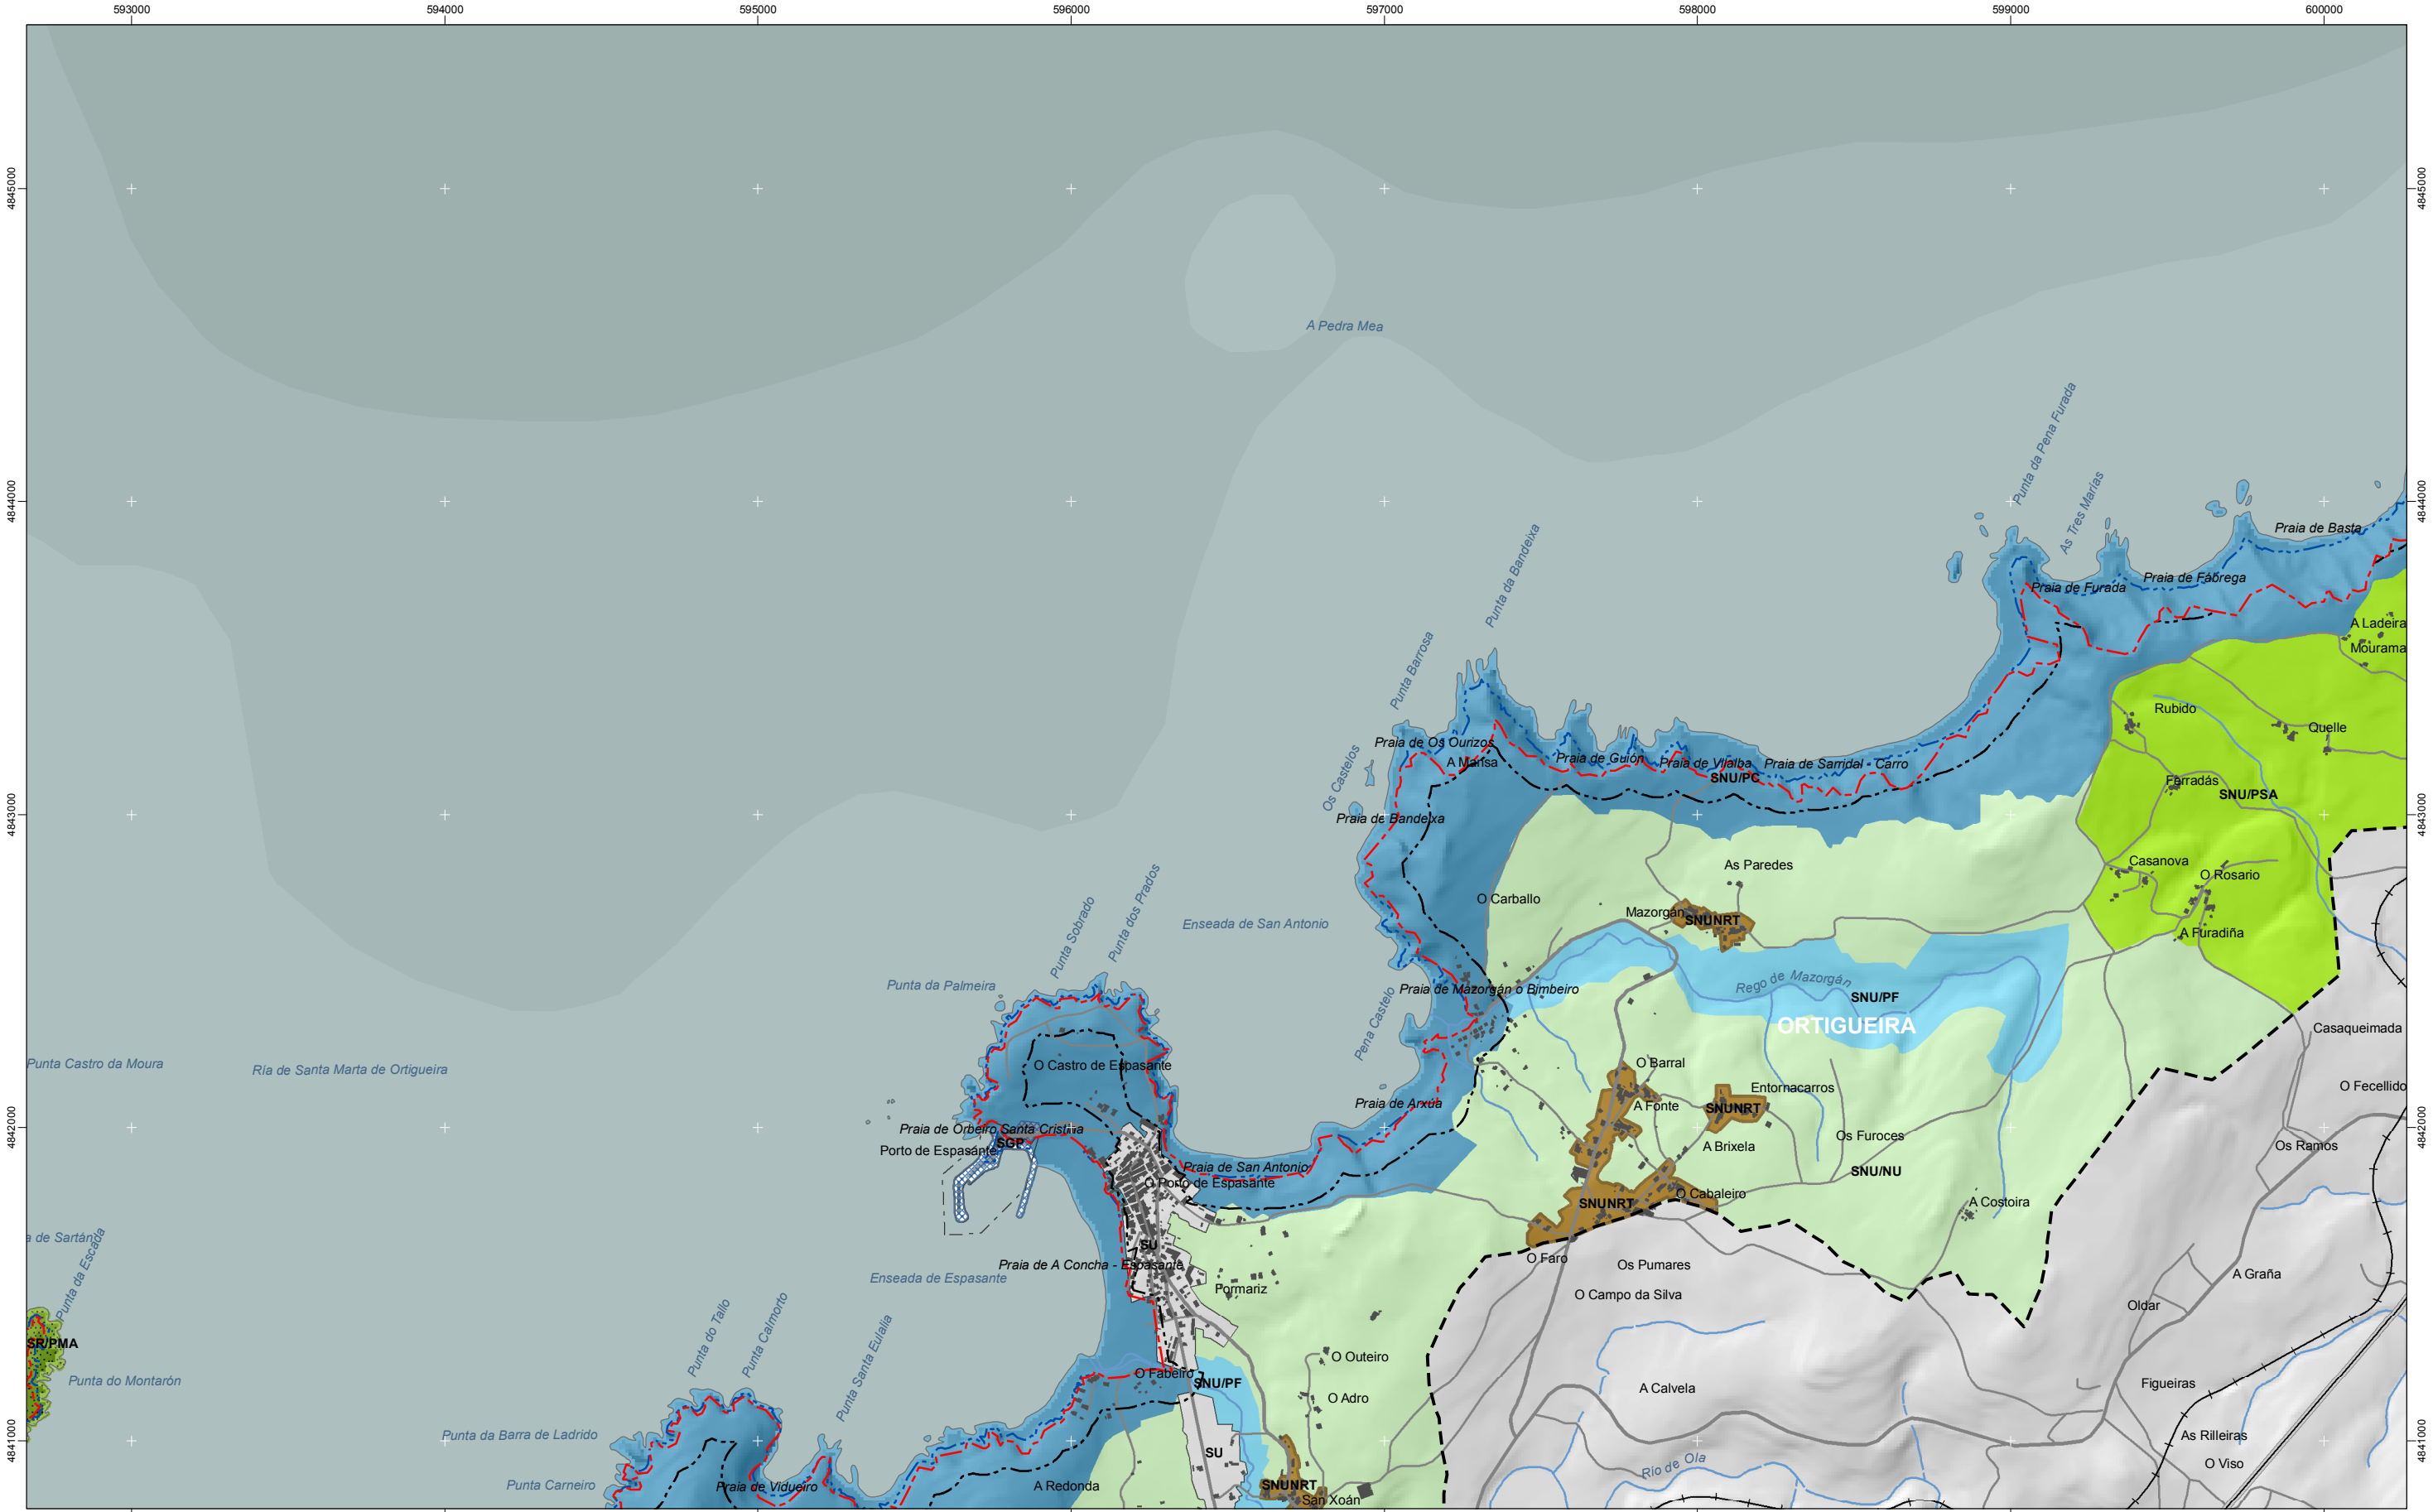 593000 594000 595000 596000 597000 598000 599000 600000
4845000 4845000
A Pedra Mea
Punta da Pena Furada
4844000 4844000
As Tres Marías
Punta da Bandeixa
Praia de Basta
Praia de Fábrega
Praia de Furada
A Ladeira
Mourama
Punta Barrosa
Rubido
Quelle
Praia de Os Ourizos
A Mansa
Praia de Guión
Praia de Vilalba
Praia de Sarridal - Carro
SNU/PC
Ferradás
SNU/PSA
Os Castelos
4843000 4843000
Praia de Bandeixa
As Paredes
Casanova
O Rosario
O Carballo
Mazorgán
SNUNRT
A Furadiña
Punta Sobrado
Punta dos Prados
Enseada de San Antonio
Punta da Palmeira
Praia de Mazorgán o Bimbeiro
Rego de Mazorgán
SNU/PF
ORTIGUEIRA
Casaqueimada
Pena Castelo
Punta Castro da Moura
Ría de Santa Marta de Ortigueira
O Castro de Espasante
O Barral
Entornacarros
O Fecellido
A Fonte
SNUNRT
Praia de Arxúa
4842000 4842000
Praia de Orbeiro Santa Cristina
SGP
Porto de Espasante
Os Furoces
A Brixela
Os Ramos
Praia de San Antonio
O Porto de Espasante
SNU/NU
O Cabaleiro
SNUNRT
A Costoira
a de Sartán
Punta da Escada
SU
Praia de A Concha - Espasante
Enseada de Espasante
O Faro
Os Pumares
A Graña
Pormariz
O Campo da Silva
Oldar
SR/PMA
Punta do Tallo
Punta Calmorto
Punta Santa Eulalia
O Outeiro
Punta do Montarón
O Fabeiro
SNU/PF
O Adro
A Calvela
Figueiras
4841000 4841000
Punta da Barra de Ladrido
SU
As Rilleiras
O Viso
Río de Ola
Punta Carneiro
Praia de Vidueiro
A Redonda
SNUNRT
San Xoán